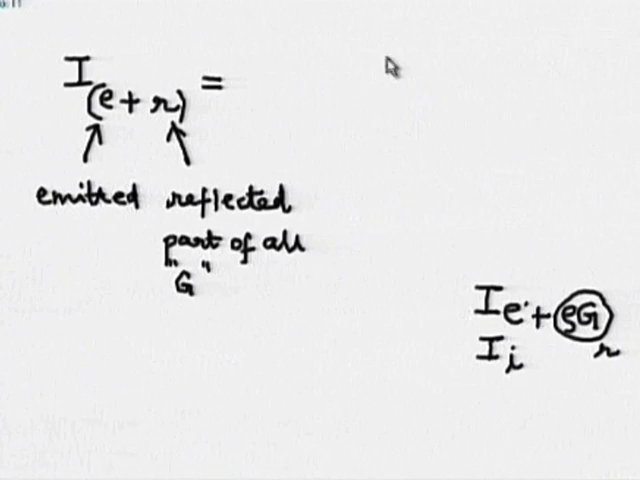 I(e + r) =
emitted reflected
part of all
"G"
Ie + ρG r
Ii